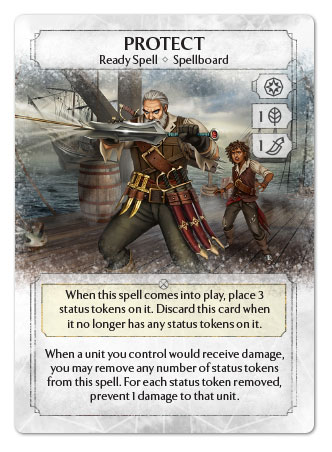 PROTECT
Ready Spell ◇ Spellboard
1
1
When this spell comes into play, place 3
status tokens on it. Discard this card when
it no longer has any status tokens on it.
When a unit you control would receive damage,
you may remove any number of status tokens
from this spell. For each status token removed,
prevent 1 damage to that unit.